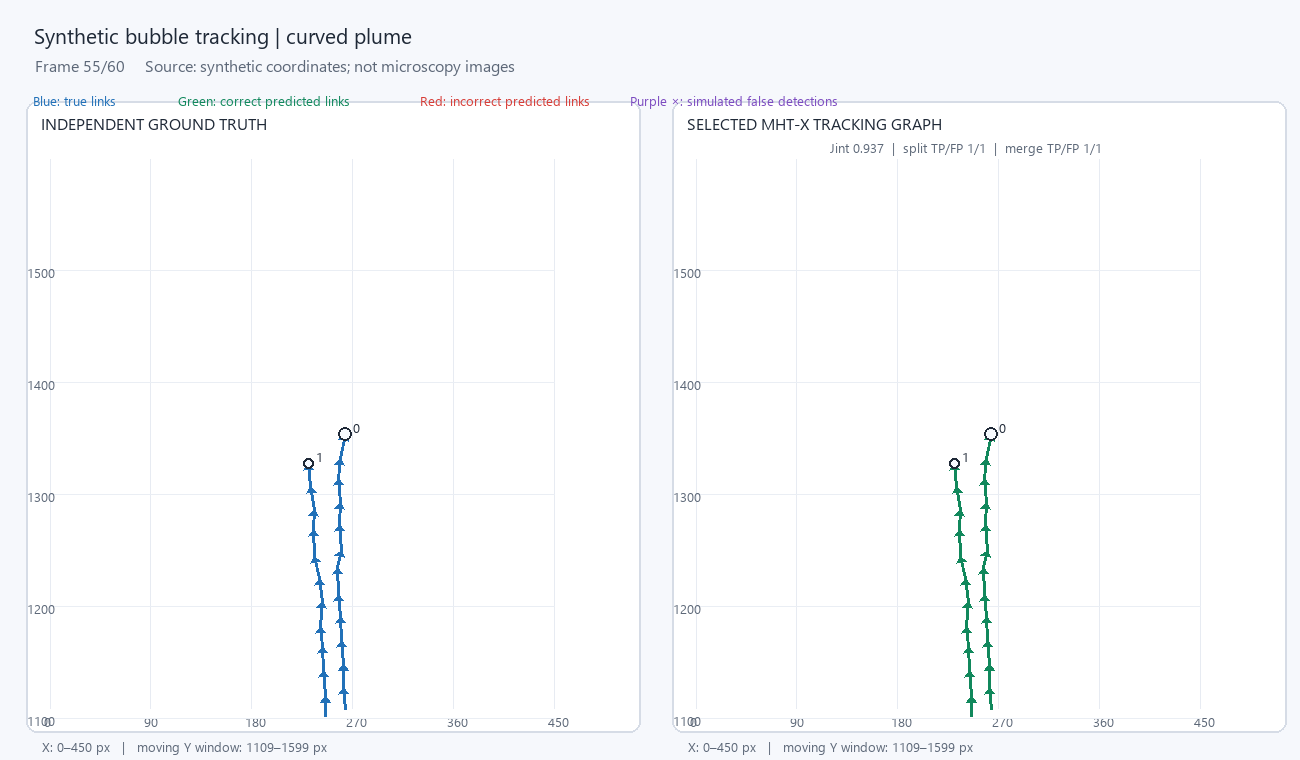 Synthetic bubble tracking | curved plume
Frame 55/60 Source: synthetic coordinates; not microscopy images
Blue: true links Green: correct predicted links Red: incorrect predicted links Purple ×: simulated false detections
INDEPENDENT GROUND TRUTH
1500
1400
0
1
1300
1200
1100
0 90 180 270 360 450
X: 0–450 px | moving Y window: 1109–1599 px
SELECTED MHT-X TRACKING GRAPH
Jint 0.937 | split TP/FP 1/1 | merge TP/FP 1/1
1500
1400
0
1
1300
1200
1100
0 90 180 270 360 450
X: 0–450 px | moving Y window: 1109–1599 px